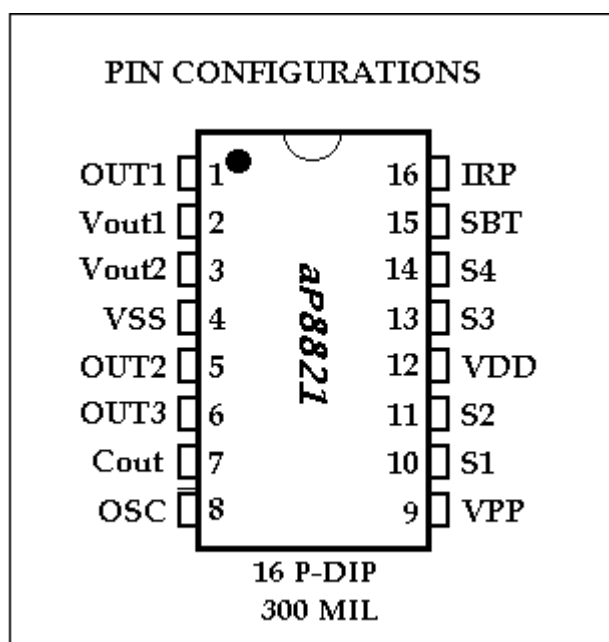 PIN CONFIGURATIONS
OUT1 1 16 IRP
Vout1 2 15 SBT
Vout2 3 14 S4
VSS 4 13 S3
OUT2 5 12 VDD
OUT3 6 11 S2
Cout 7 10 S1
OSC 8 9 VPP
aP8821
16 P-DIP
300 MIL